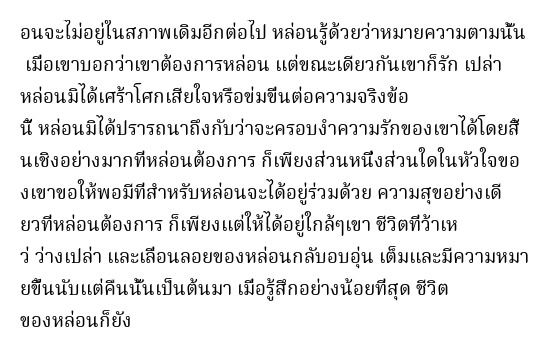 อนจะไม่อยู่ในสภาพเดิมอีกต่อไป หล่อนรู้ด้วยว่าหมายความตามนั้น
เมื่อเขาบอกว่าเขาต้องการหล่อน แต่ขณะเดียวกันเขาก็รัก เปล่า
หล่อนมิได้เศร้าโศกเสียใจหรือข่มขืนต่อความจริงข้อ
นี้ หล่อนมิได้ปรารถนาถึงกับว่าจะครอบงำความรักของเขาได้โดยสิ้
นเชิงอย่างมากที่หล่อนต้องการ ก็เพียงส่วนหนึ่งส่วนใดในหัวใจขอ
งเขาขอให้พอมีที่สำหรับหล่อนจะได้อยู่ร่วมด้วย ความสุขอย่างเดี
ยวที่หล่อนต้องการ ก็เพียงแต่ให้ได้อยู่ใกล้ๆเขา ชีวิตที่ว้าเห
ว่ ว่างเปล่า และเลื่อนลอยของหล่อนกลับอบอุ่น เต็มและมีความหมา
ยขึ้นนับแต่คืนนั้นเป็นต้นมา เมื่อรู้สึกอย่างน้อยที่สุด ชีวิต
ของหล่อนก็ยัง